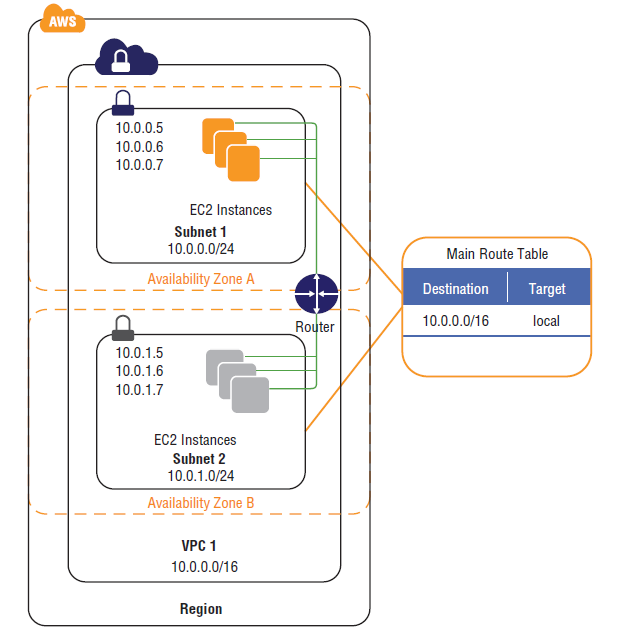 AWS
10.0.0.5
10.0.0.6
10.0.0.7
EC2 Instances
Subnet 1
10.0.0.0/24
Availability Zone A
Router
Main Route Table
Destination Target
10.0.0.0/16 local
10.0.1.5
10.0.1.6
10.0.1.7
EC2 Instances
Subnet 2
10.0.1.0/24
Availability Zone B
VPC 1
10.0.0.0/16
Region